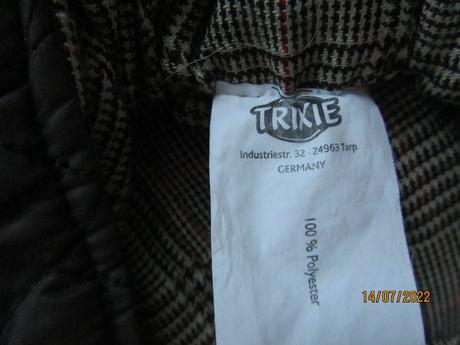 TRIXIE
Industriestr. 32 - 24963 Tarp
GERMANY
100 % Polyester
14/07/2022